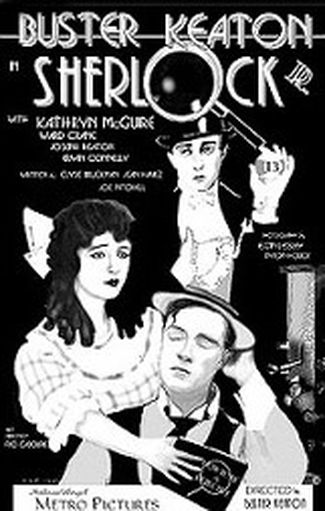 BUSTER KEATON
IN
SHERLOCK JR.
WITH KATHRYN McGUIRE
WARD CRANE
JOSEPH KEATON
ERWIN CONNELLY
WRITTEN by CLYDE BRUCKMAN JEAN HAVEZ
JOE MITCHELL
13
METRO PICTURES
DIRECTED by
BUSTER KEATON